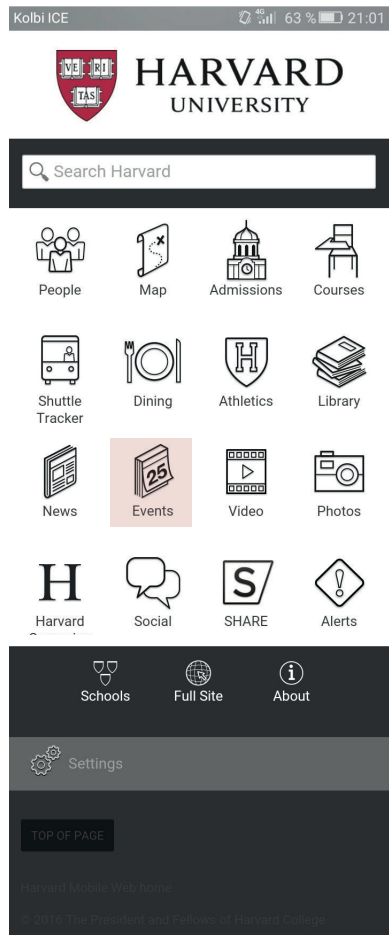 Kolbi ICE 4G 63 % 21:01
VE RI
TAS
HARVARD
UNIVERSITY
Search Harvard
People Map Admissions Courses
Shuttle Dining Athletics Library
Tracker
25
News Events Video Photos
H S
Harvard Social SHARE Alerts
Schools Full Site About
Settings
TOP OF PAGE
Harvard Mobile Web home
© 2016 The President and Fellows of Harvard College